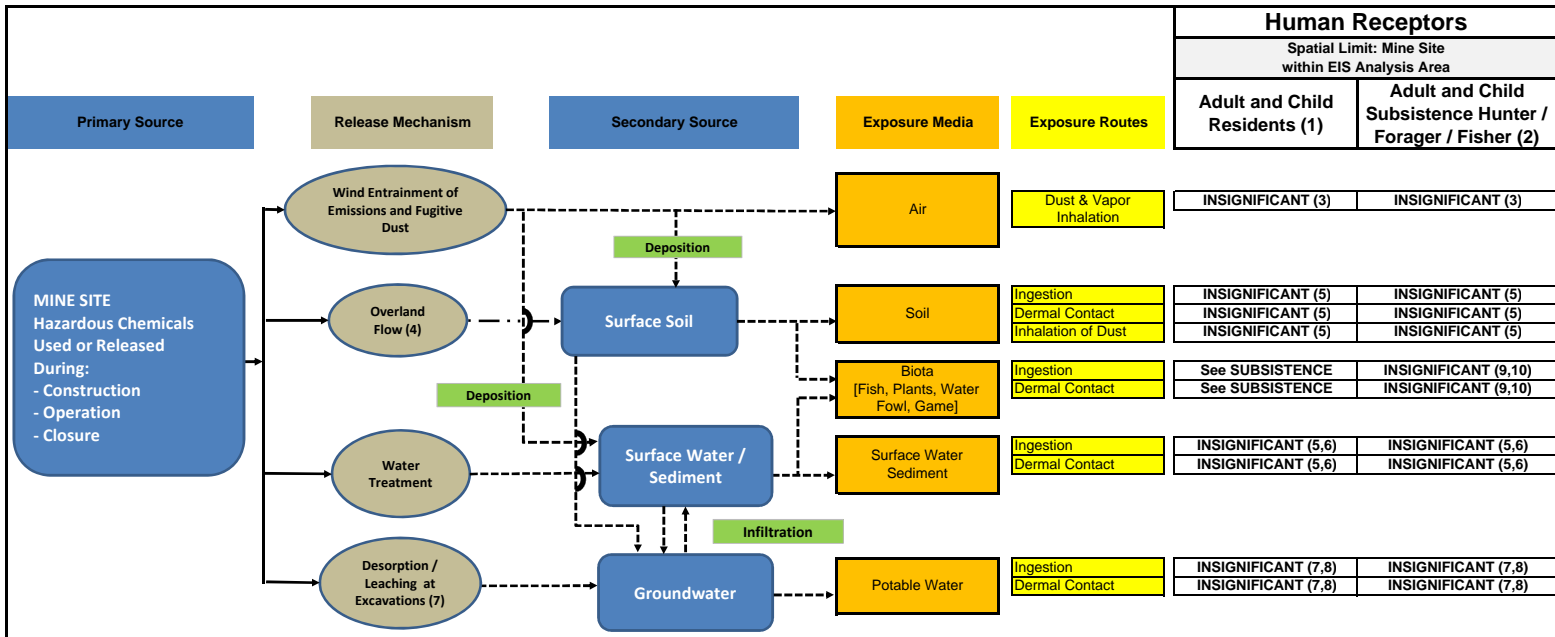 Human Receptors
Spatial Limit: Mine Site
within EIS Analysis Area
Primary Source
Release Mechanism
Secondary Source
Exposure Media
Exposure Routes
Adult and Child
Residents (1)
Adult and Child
Subsistence Hunter /
Forager / Fisher (2)
Wind Entrainment of
Emissions and Fugitive
Dust
Air
Dust & Vapor
Inhalation
INSIGNIFICANT (3)
INSIGNIFICANT (3)
Deposition
MINE SITE
Hazardous Chemicals
Used or Released
During:
- Construction
- Operation
- Closure
Overland
Flow (4)
Surface Soil
Soil
Ingestion
INSIGNIFICANT (5)
INSIGNIFICANT (5)
Dermal Contact
INSIGNIFICANT (5)
INSIGNIFICANT (5)
Inhalation of Dust
INSIGNIFICANT (5)
INSIGNIFICANT (5)
Deposition
Biota
[Fish, Plants, Water
Fowl, Game]
Ingestion
See SUBSISTENCE
INSIGNIFICANT (9,10)
Dermal Contact
See SUBSISTENCE
INSIGNIFICANT (9,10)
Water
Treatment
Surface Water /
Sediment
Surface Water
Sediment
Ingestion
INSIGNIFICANT (5,6)
INSIGNIFICANT (5,6)
Dermal Contact
INSIGNIFICANT (5,6)
INSIGNIFICANT (5,6)
Infiltration
Desorption /
Leaching at
Excavations (7)
Groundwater
Potable Water
Ingestion
INSIGNIFICANT (7,8)
INSIGNIFICANT (7,8)
Dermal Contact
INSIGNIFICANT (7,8)
INSIGNIFICANT (7,8)